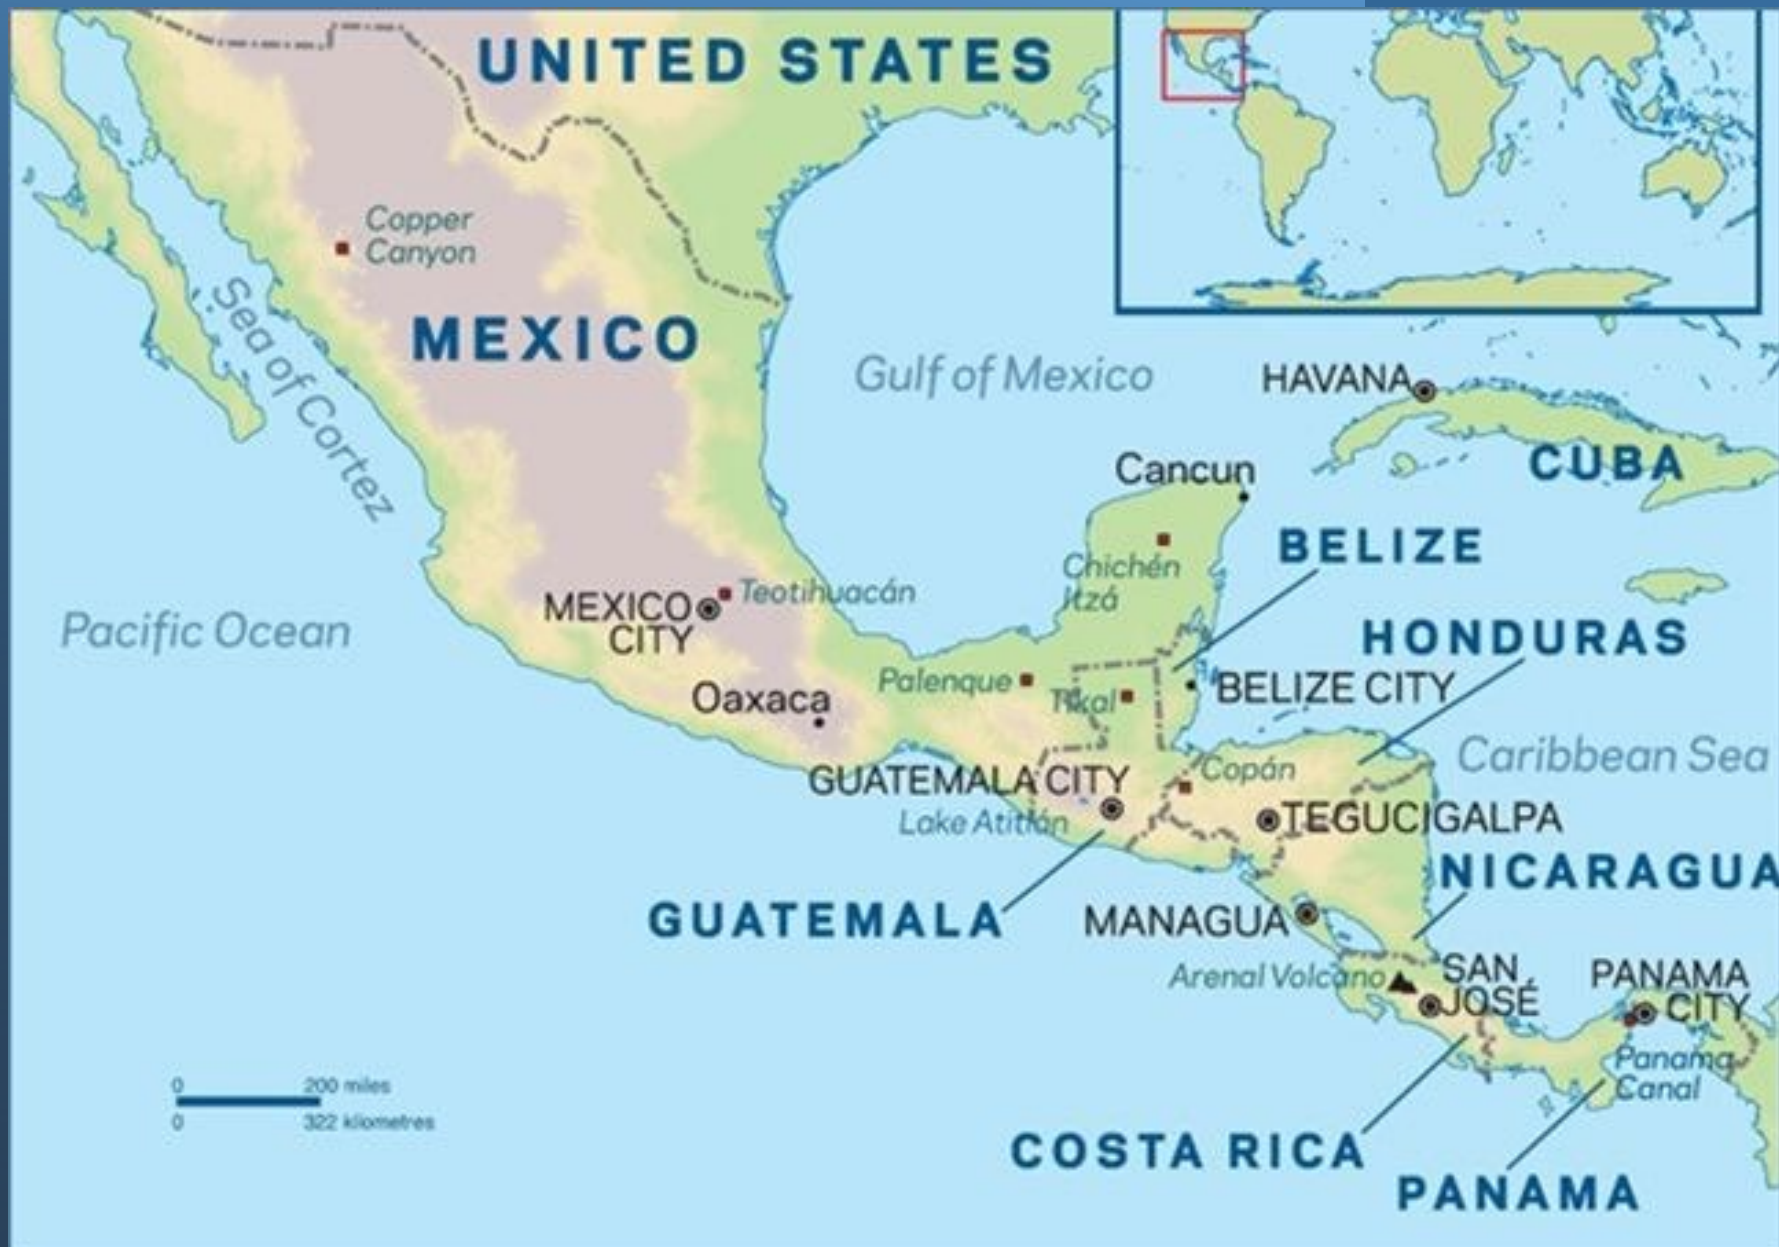 UNITED STATES
Copper
Canyon
MEXICO
Sea of Cortez
Gulf of Mexico
HAVANA
CUBA
Cancun
BELIZE
Chichén
Itzá
Teotihuacán
MEXICO
CITY
Pacific Ocean
HONDURAS
Palenque
Tikal
BELIZE CITY
Oaxaca
Caribbean Sea
GUATEMALA CITY
Copán
Lake Atitlán
TEGUCIGALPA
NICARAGUA
GUATEMALA
MANAGUA
Arenal Volcano
SAN
JOSÉ
PANAMA
CITY
Panama
Canal
0 200 miles
0 322 kilometres
COSTA RICA
PANAMA